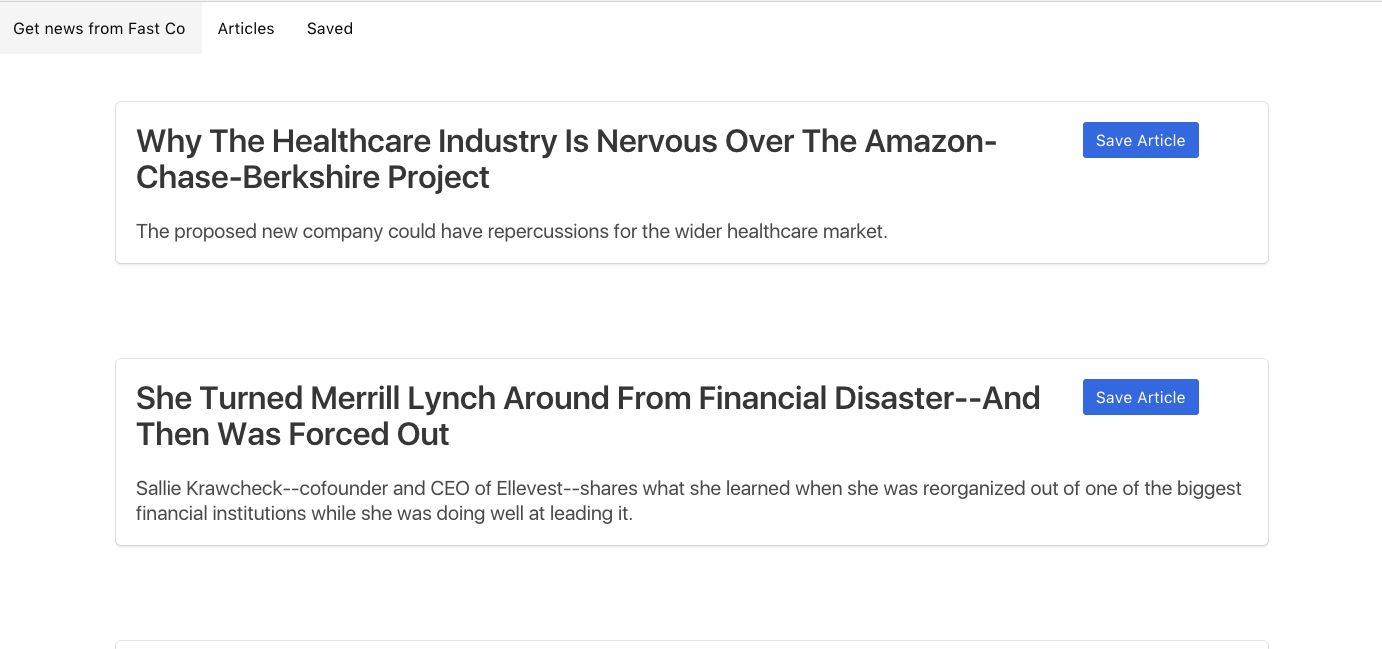 Get news from Fast Co Articles Saved
Why The Healthcare Industry Is Nervous Over The Amazon-
Chase-Berkshire Project
Save Article
The proposed new company could have repercussions for the wider healthcare market.
She Turned Merrill Lynch Around From Financial Disaster--And
Then Was Forced Out
Save Article
Sallie Krawcheck--cofounder and CEO of Ellevest--shares what she learned when she was reorganized out of one of the biggest
financial institutions while she was doing well at leading it.